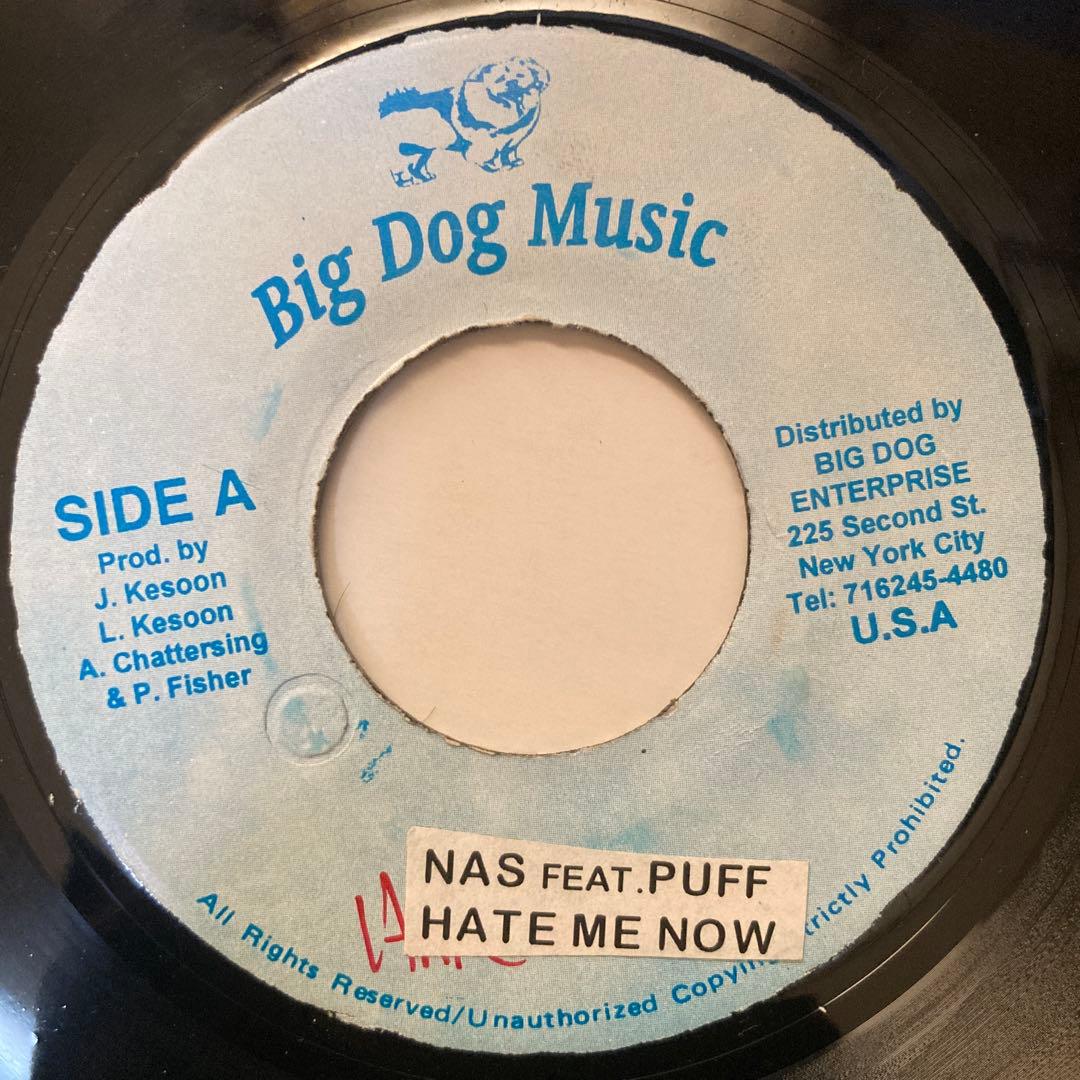 Big Dog Music
SIDE A
Prod. by
J. Kesoon
L. Kesoon
A. Chattersing
& P. Fisher
Distributed by
BIG DOG
ENTERPRISE
225 Second St.
New York City
Tel: 716245-4480
U.S.A
NAS FEAT. PUFF
HATE ME NOW
All Rights Reserved/Unauthorized Prohibited.